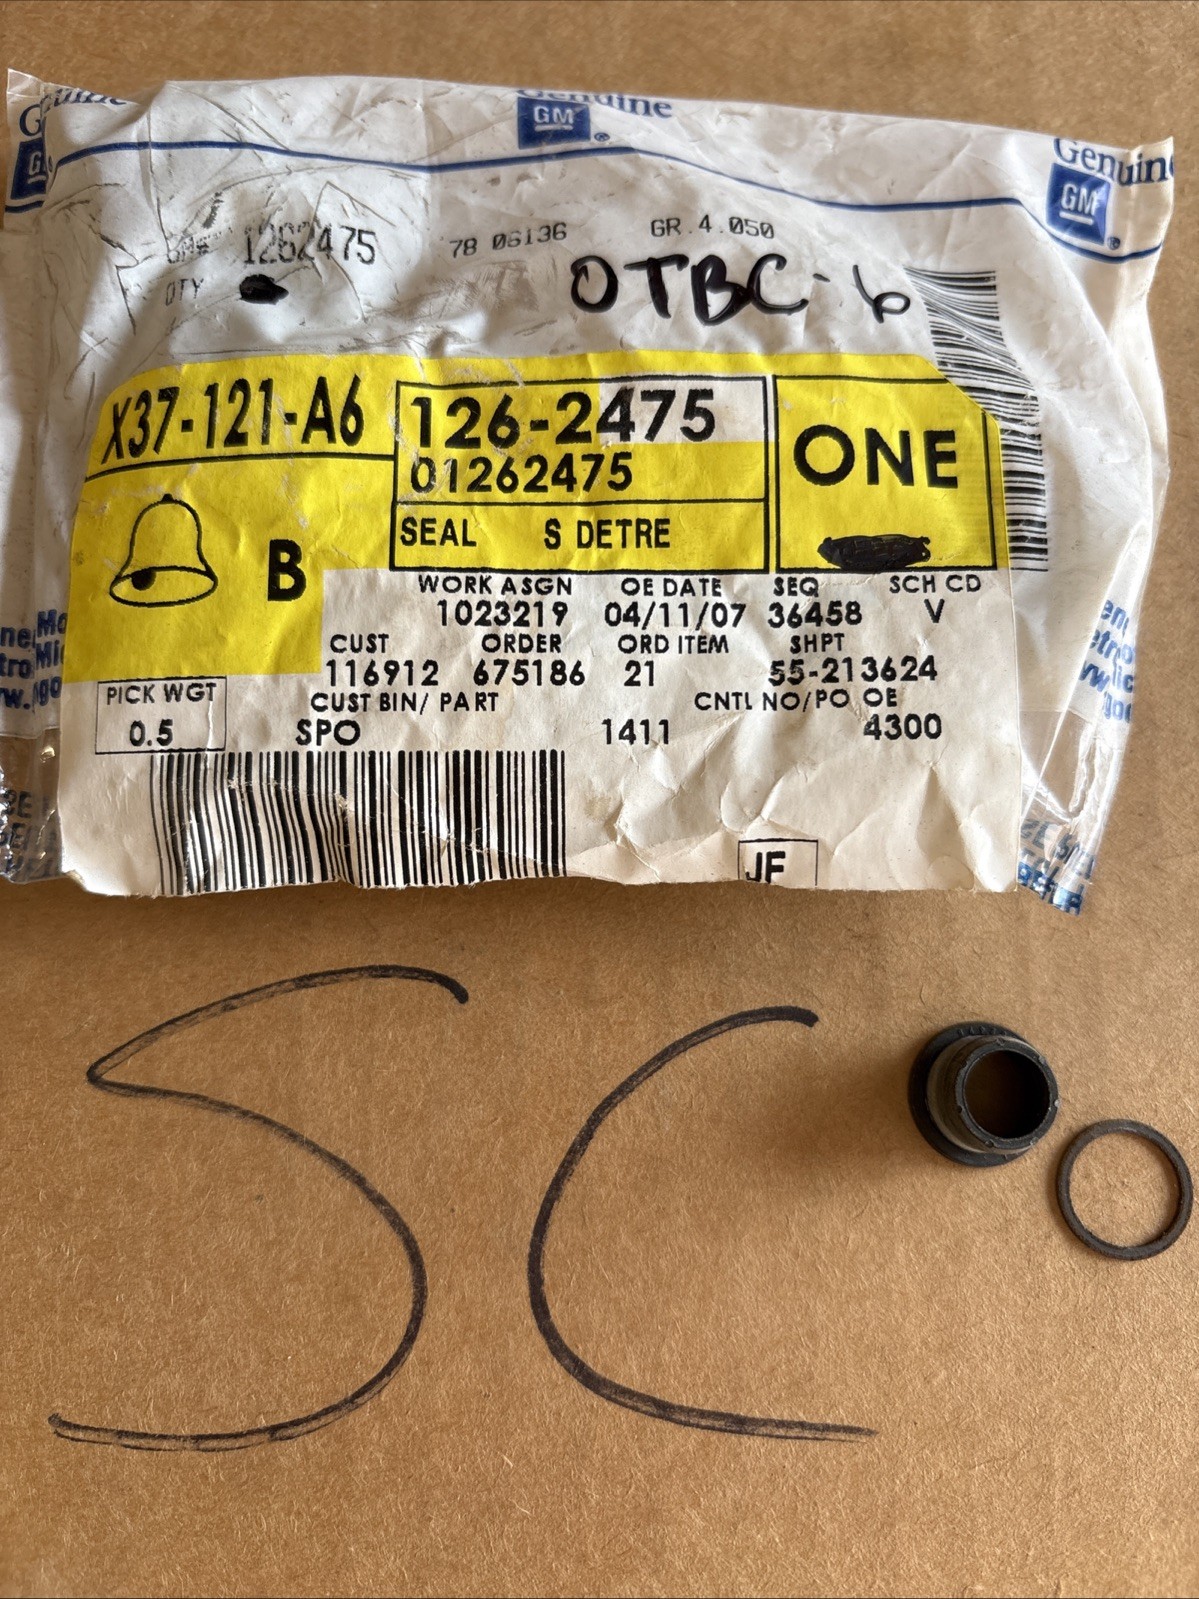 Genuine
GM
Genuine
GM
GM# 1262475 78 06136 GR.4.050
QTY
OTBC-6
X37-121-A6
126-2475
01262475
ONE
SEAL S DETRE
B
WORK ASGN OE DATE SEQ SCH CD
1023219 04/11/07 36458 V
CUST ORDER ORD ITEM SHPT
116912 675186 21 55-213624
PICK WGT CUST BIN/ PART CNTL NO/PO OE
0.5 SPO 1411 4300
JF
SC